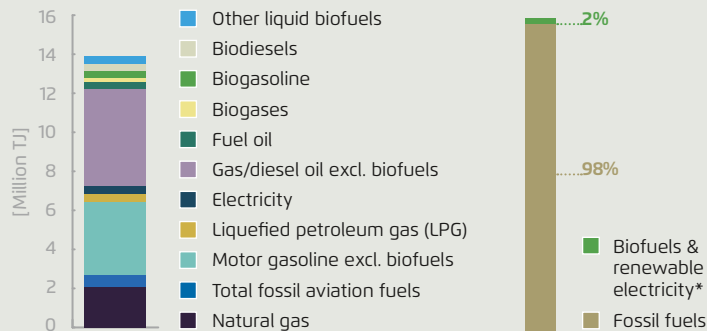 [Million TJ]
16
14
12
10
8
6
4
2
0
Other liquid biofuels
Biodiesels
Biogasoline
Biogases
Fuel oil
Gas/diesel oil excl. biofuels
Electricity
Liquefied petroleum gas (LPG)
Motor gasoline excl. biofuels
Total fossil aviation fuels
Natural gas
2%
98%
Biofuels &
renewable
electricity*
Fossil fuels